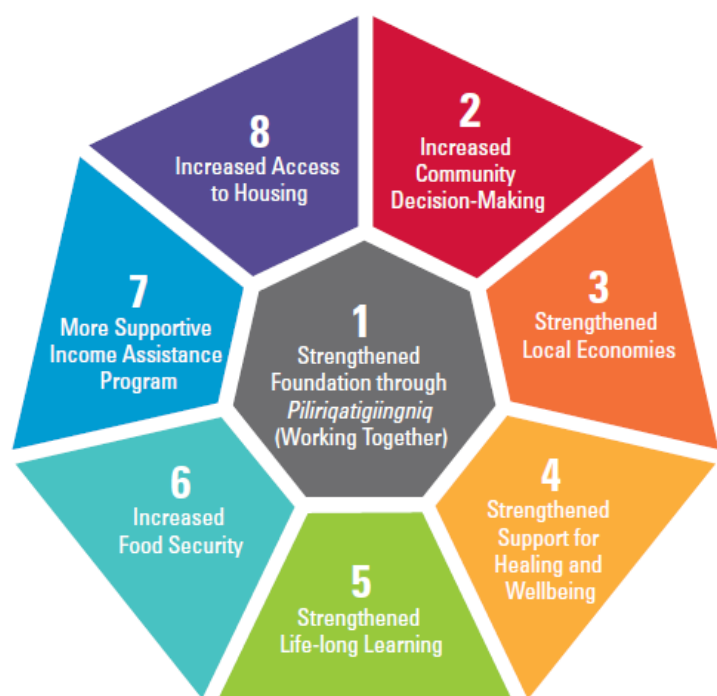 1
Strengthened
Foundation through
Piliriqatigiingniq
(Working Together)
2
Increased
Community
Decision-Making
3
Strengthened
Local Economies
4
Strengthened
Support for
Healing and
Wellbeing
5
Strengthened
Life-long Learning
6
Increased
Food Security
7
More Supportive
Income Assistance
Program
8
Increased Access
to Housing